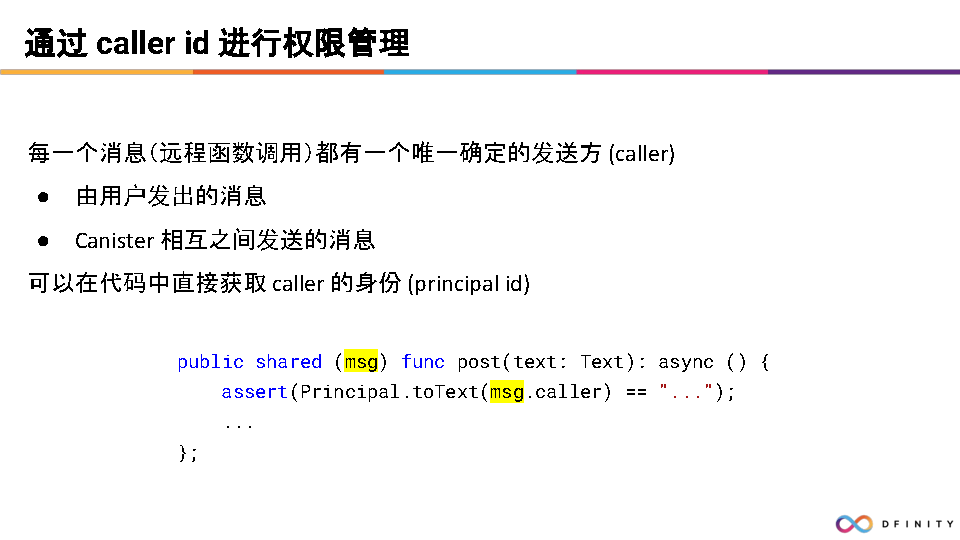 通过 caller id 进行权限管理
每一个消息（远程函数调用）都有一个唯一确定的发送方 (caller)
● 由用户发出的消息
● Canister 相互之间发送的消息
可以在代码中直接获取 caller 的身份 (principal id)
public shared (msg) func post(text: Text): async () {
    assert(Principal.toText(msg.caller) == "...");
    ...
};
DFINITY